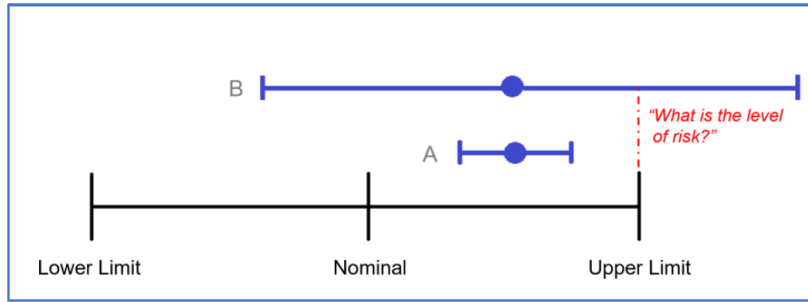 B
“What is the level
of risk?”
A
Lower Limit
Nominal
Upper Limit